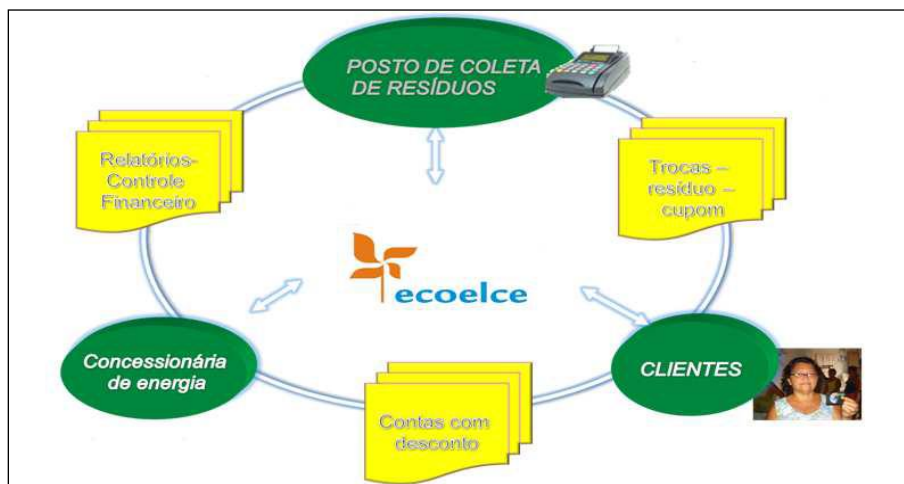 POSTO DE COLETA
DE RESÍDUOS
Relatórios-
Controle
Financeiro
Trocas –
resíduo –
cupom
ecoelce
Concessionária
de energia
CLIENTES
Contas com
desconto